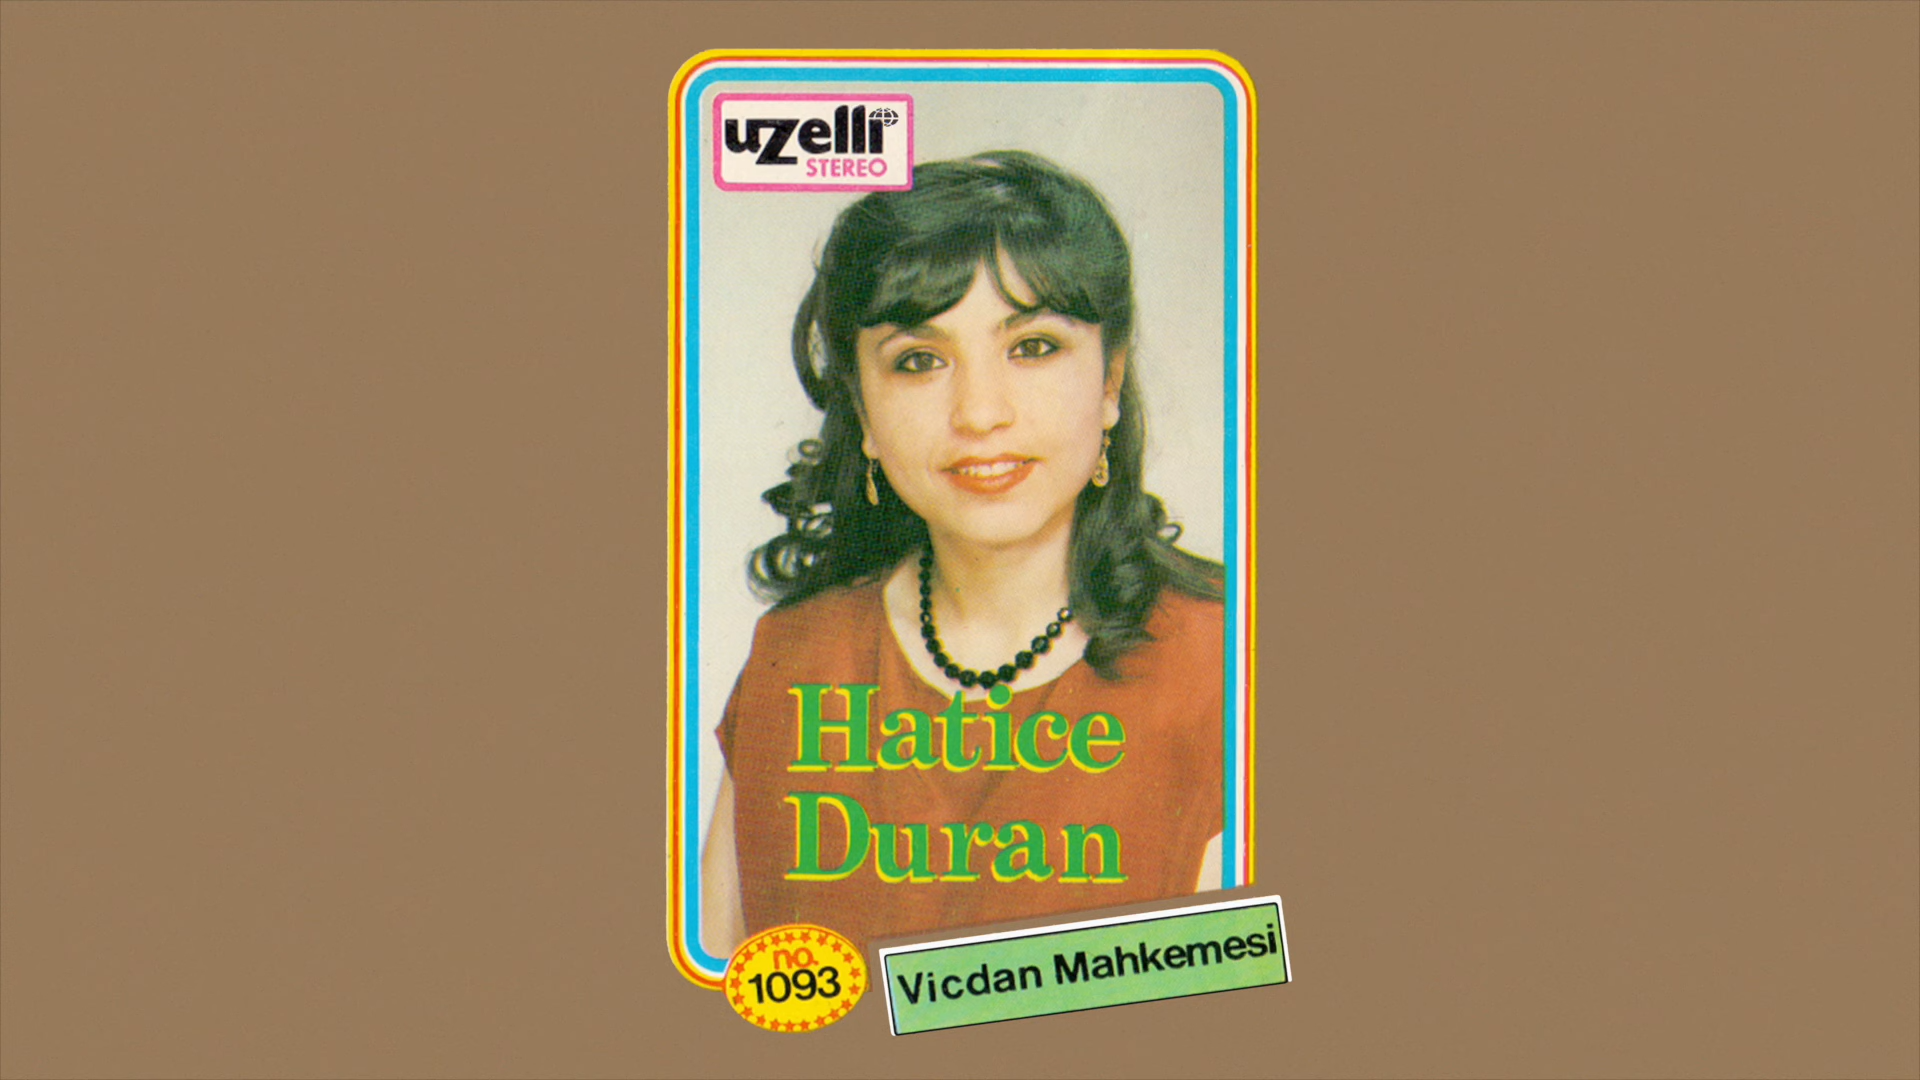 uzelli
STEREO
Hatice
Duran
no.
1093
Vicdan Mahkemesi